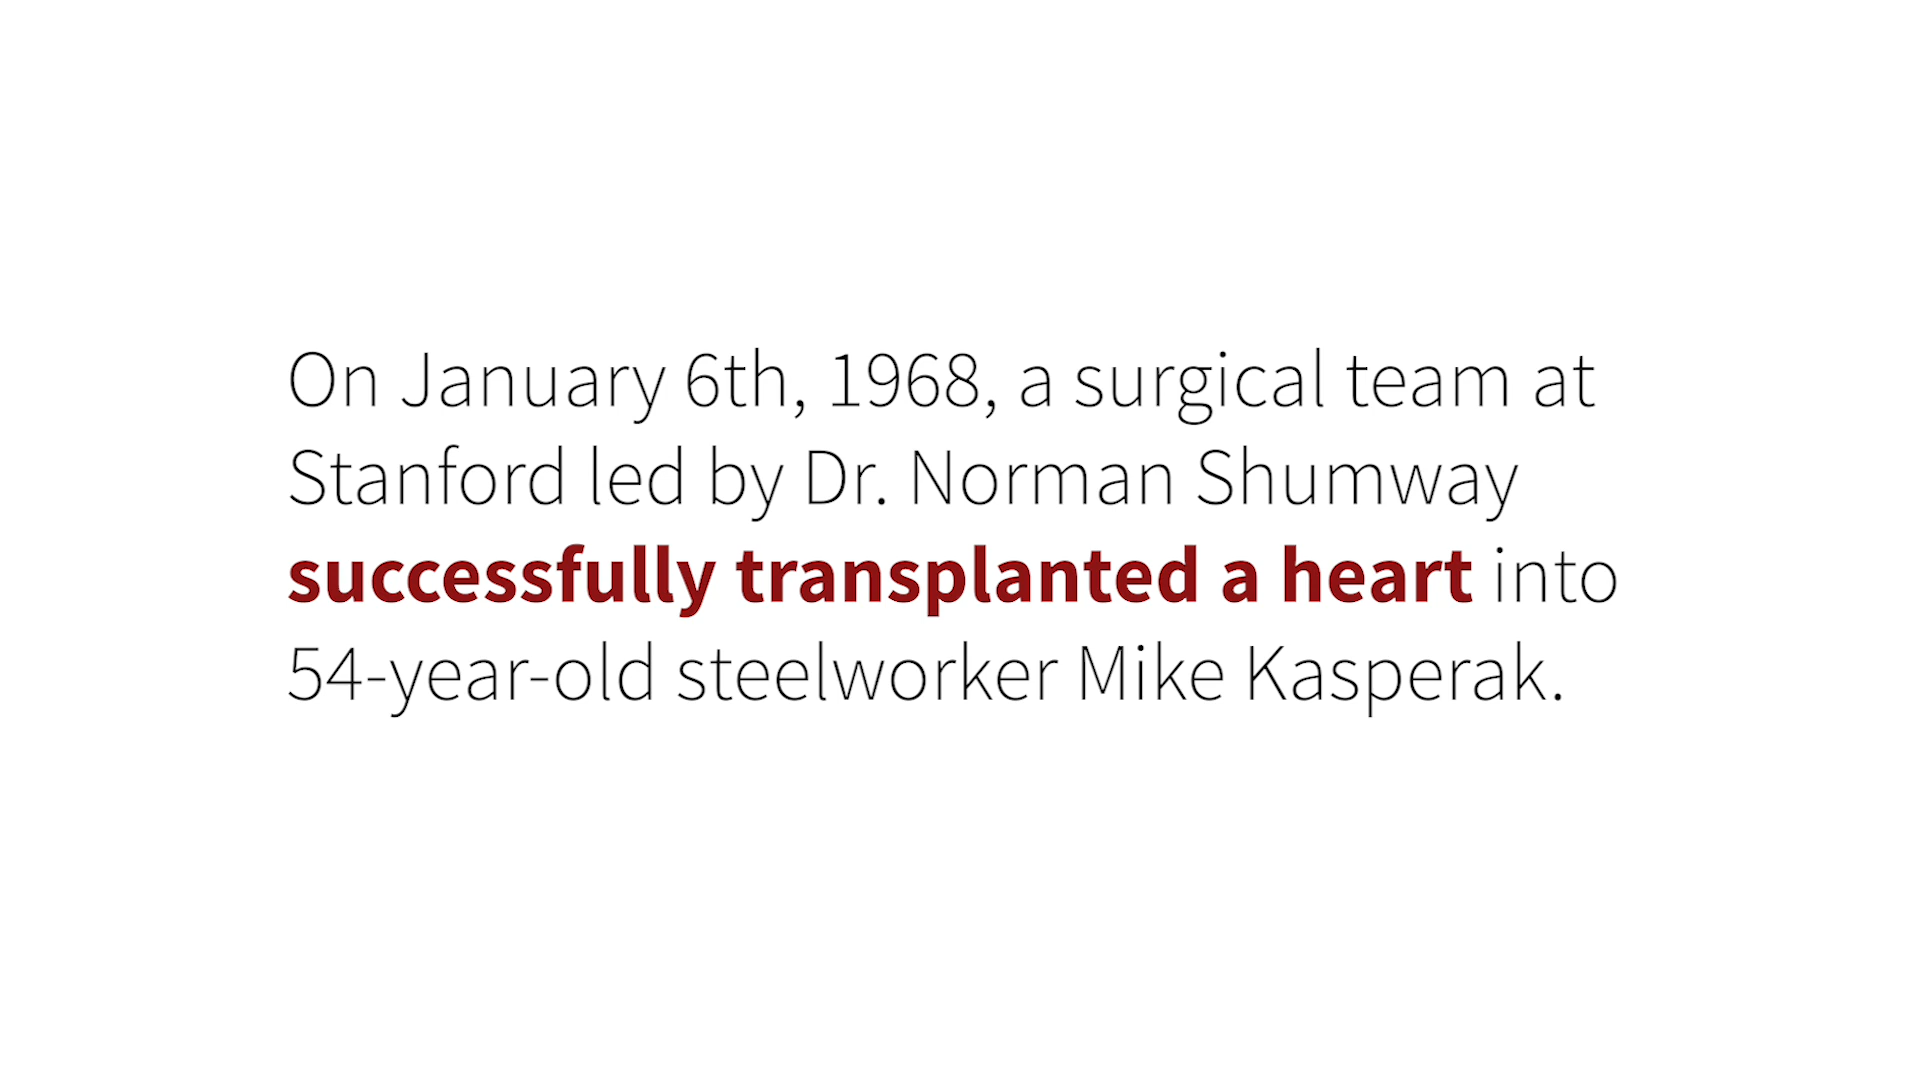 On January 6th, 1968, a surgical team at
Stanford led by Dr. Norman Shumway
successfully transplanted a heart into
54-year-old steelworker Mike Kasperak.